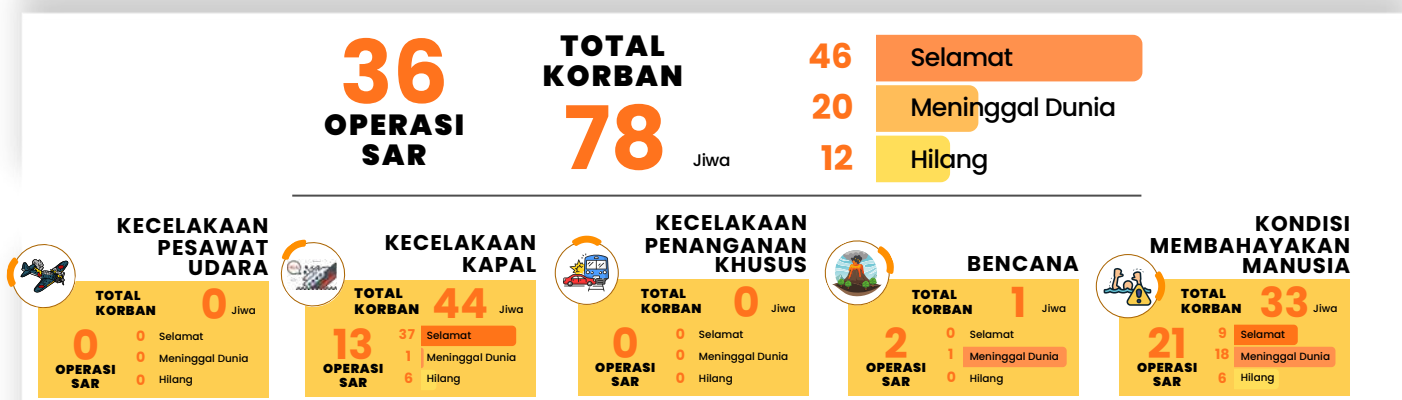 36
OPERASI
SAR
TOTAL
KORBAN
78
Jiwa
46 Selamat
20 Meninggal Dunia
12 Hilang
KECELAKAAN
PESAWAT
UDARA
TOTAL
KORBAN
0 Jiwa
0
OPERASI
SAR
0 Selamat
0 Meninggal Dunia
0 Hilang
KECELAKAAN
KAPAL
TOTAL
KORBAN
44 Jiwa
13
OPERASI
SAR
37 Selamat
1 Meninggal Dunia
6 Hilang
KECELAKAAN
PENANGANAN
KHUSUS
TOTAL
KORBAN
0 Jiwa
0
OPERASI
SAR
0 Selamat
0 Meninggal Dunia
0 Hilang
BENCANA
TOTAL
KORBAN
1 Jiwa
2
OPERASI
SAR
0 Selamat
1 Meninggal Dunia
0 Hilang
KONDISI
MEMBAHAYAKAN
MANUSIA
TOTAL
KORBAN
33 Jiwa
21
OPERASI
SAR
9 Selamat
18 Meninggal Dunia
6 Hilang